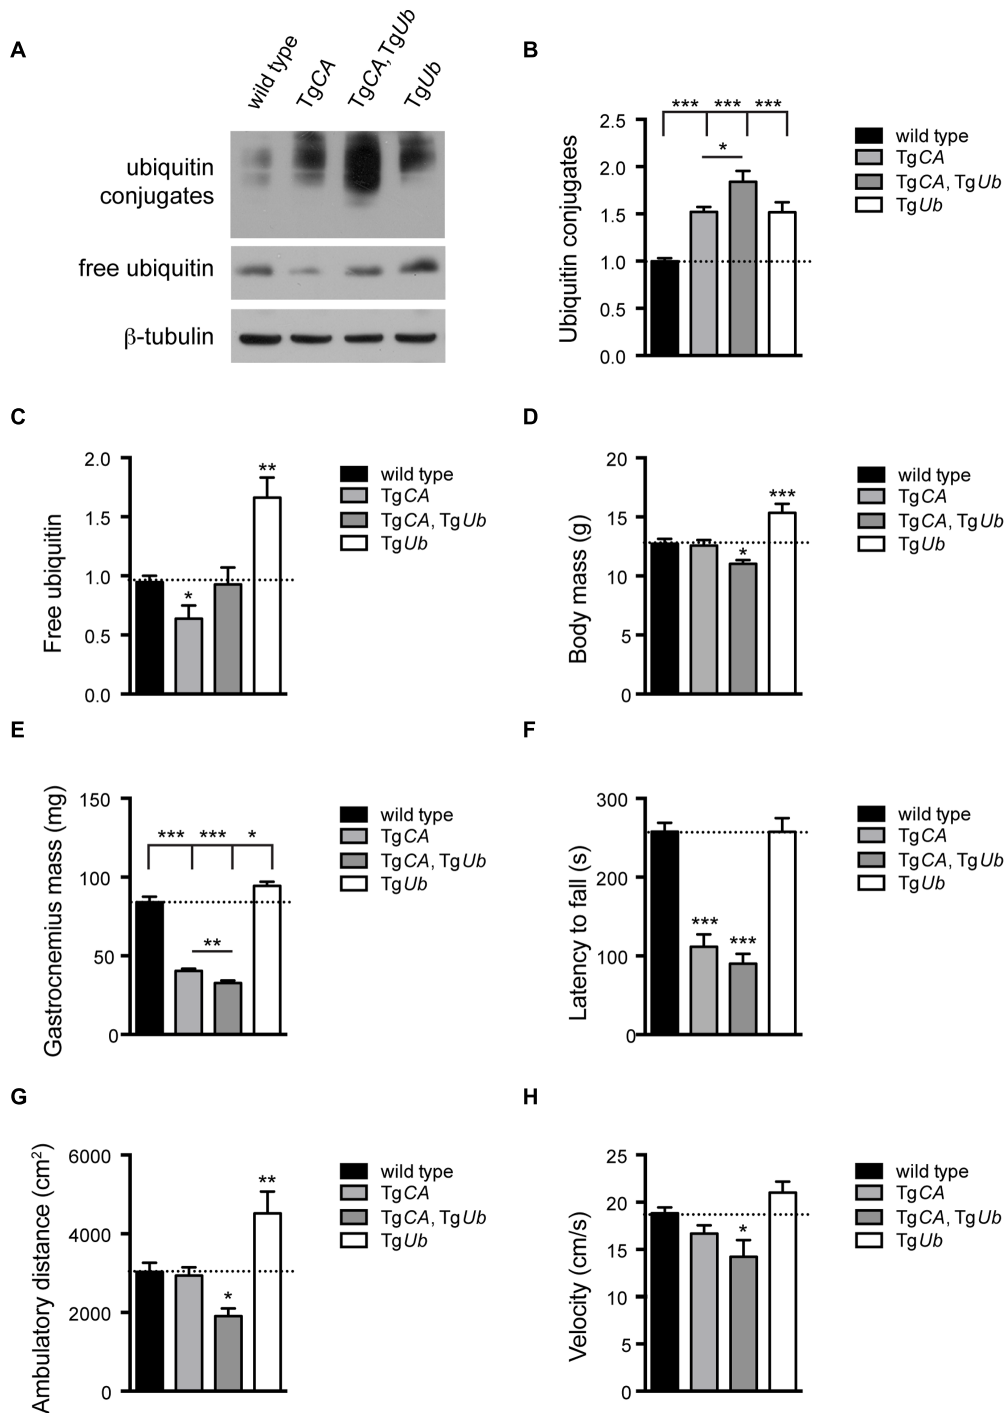 A
wild type
TgCA
TgCA,TgUb
TgUb
ubiquitin
conjugates
free ubiquitin
β-tubulin
B
Ubiquitin conjugates
2.5
2.0
1.5
1.0
0.5
0.0
*** *** ***
*
wild type
TgCA
TgCA, TgUb
TgUb
C
Free ubiquitin
2.0
1.5
1.0
0.5
0.0
*
**
wild type
TgCA
TgCA, TgUb
TgUb
D
Body mass (g)
20
15
10
5
0
*
***
wild type
TgCA
TgCA, TgUb
TgUb
E
Gastrocnemius mass (mg)
150
100
50
0
*** *** *
**
wild type
TgCA
TgCA, TgUb
TgUb
F
Latency to fall (s)
300
200
100
0
***
***
wild type
TgCA
TgCA, TgUb
TgUb
G
Ambulatory distance (cm²)
6000
4000
2000
0
*
**
wild type
TgCA
TgCA, TgUb
TgUb
H
Velocity (cm/s)
25
20
15
10
5
0
*
wild type
TgCA
TgCA, TgUb
TgUb